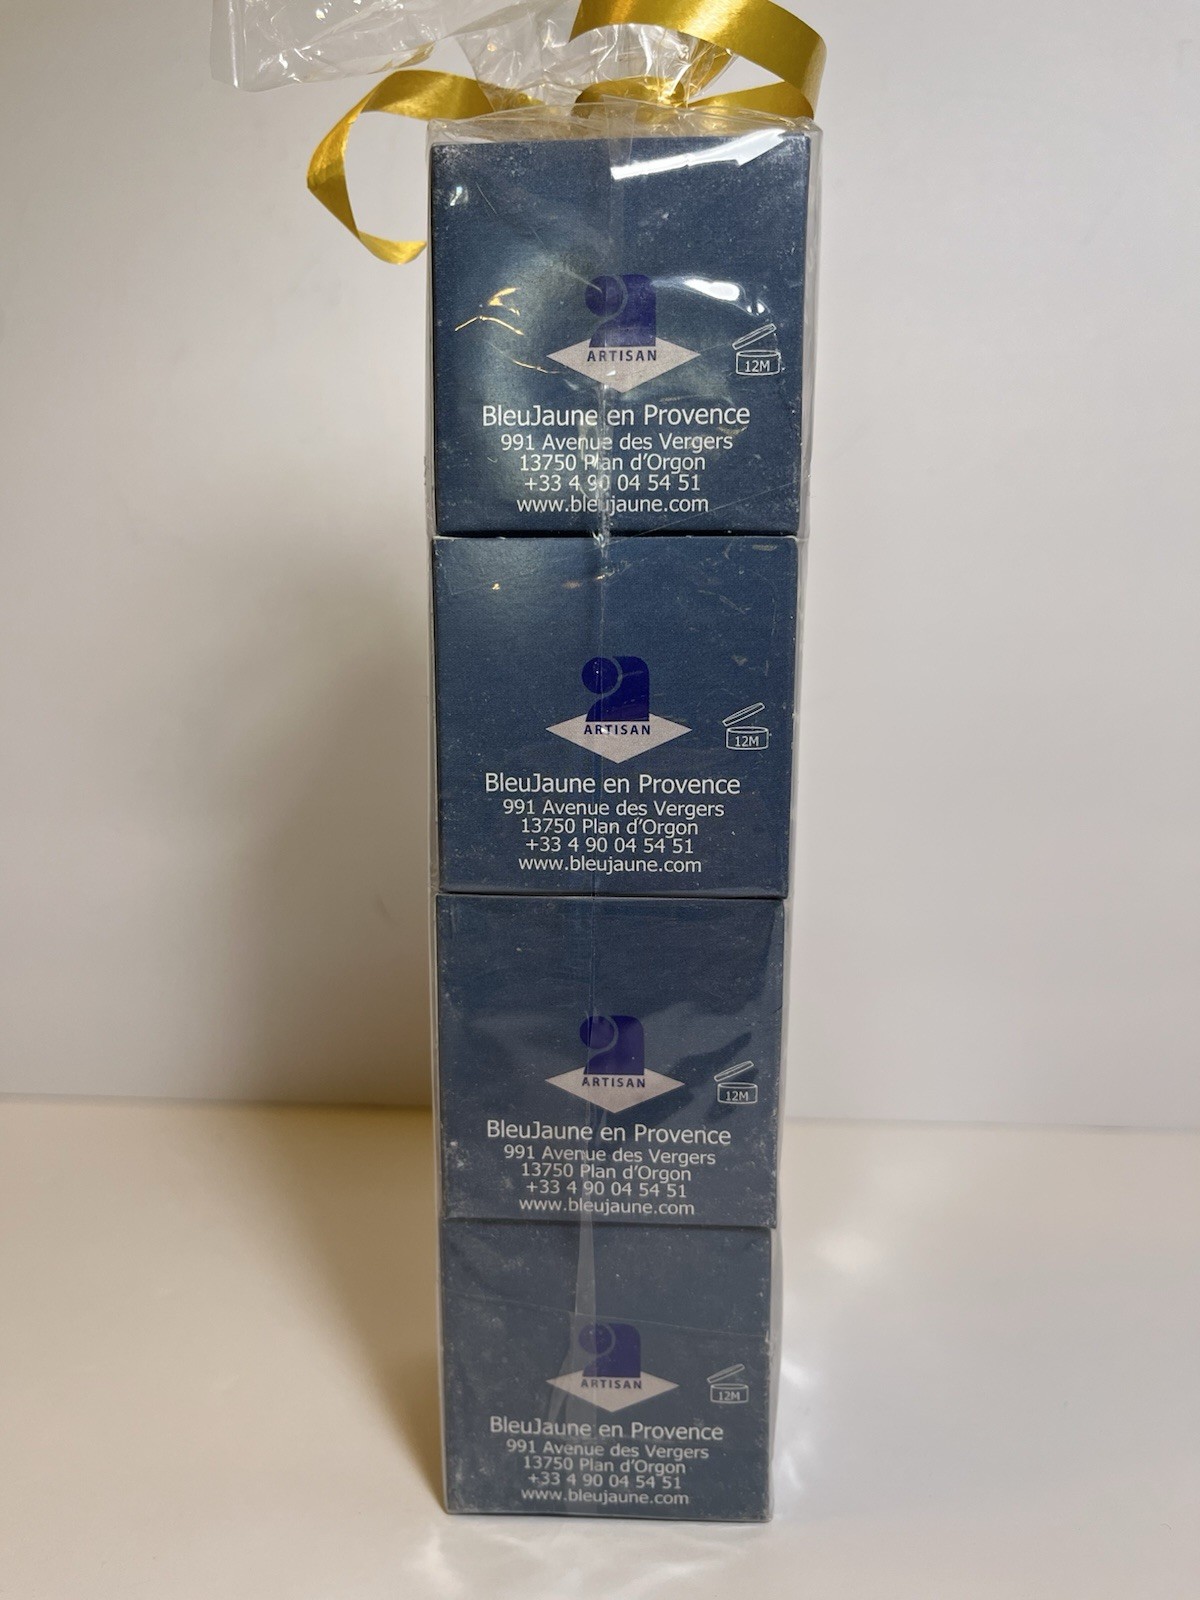 ARTISAN
12M
BleuJaune en Provence
991 Avenue des Vergers
13750 Plan d'Orgon
+33 4 90 04 54 51
www.bleujaune.com
ARTISAN
12M
BleuJaune en Provence
991 Avenue des Vergers
13750 Plan d'Orgon
+33 4 90 04 54 51
www.bleujaune.com
ARTISAN
12M
BleuJaune en Provence
991 Avenue des Vergers
13750 Plan d'Orgon
+33 4 90 04 54 51
www.bleujaune.com
ARTISAN
12M
BleuJaune en Provence
991 Avenue des Vergers
13750 Plan d'Orgon
+33 4 90 04 54 51
www.bleujaune.com